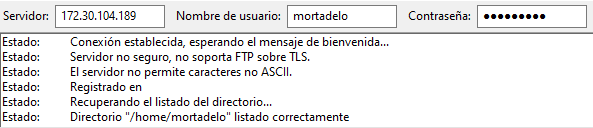 Servidor: 172.30.104.189 Nombre de usuario: mortadelo Contraseña: ●●●●●●●●●
Estado: Conexión establecida, esperando el mensaje de bienvenida...
Estado: Servidor no seguro, no soporta FTP sobre TLS.
Estado: El servidor no permite caracteres no ASCII.
Estado: Registrado en
Estado: Recuperando el listado del directorio...
Estado: Directorio "/home/mortadelo" listado correctamente